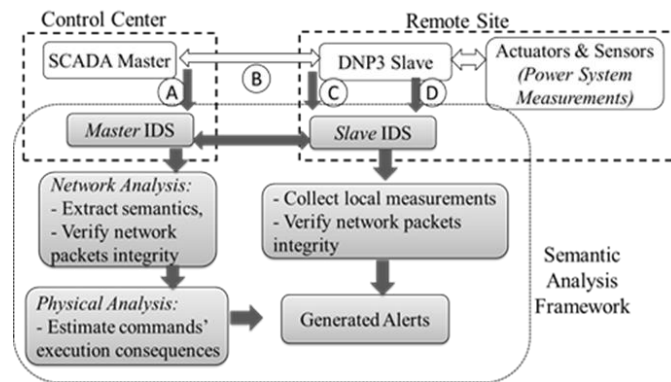 Control Center
Remote Site
SCADA Master
DNP3 Slave
Actuators & Sensors
(Power System
Measurements)
A
B
C
D
Master IDS
Slave IDS
Network Analysis:
- Extract semantics,
- Verify network
packets integrity
- Collect local measurements
- Verify network packets
integrity
Semantic
Analysis
Framework
Physical Analysis:
- Estimate commands'
execution consequences
Generated Alerts